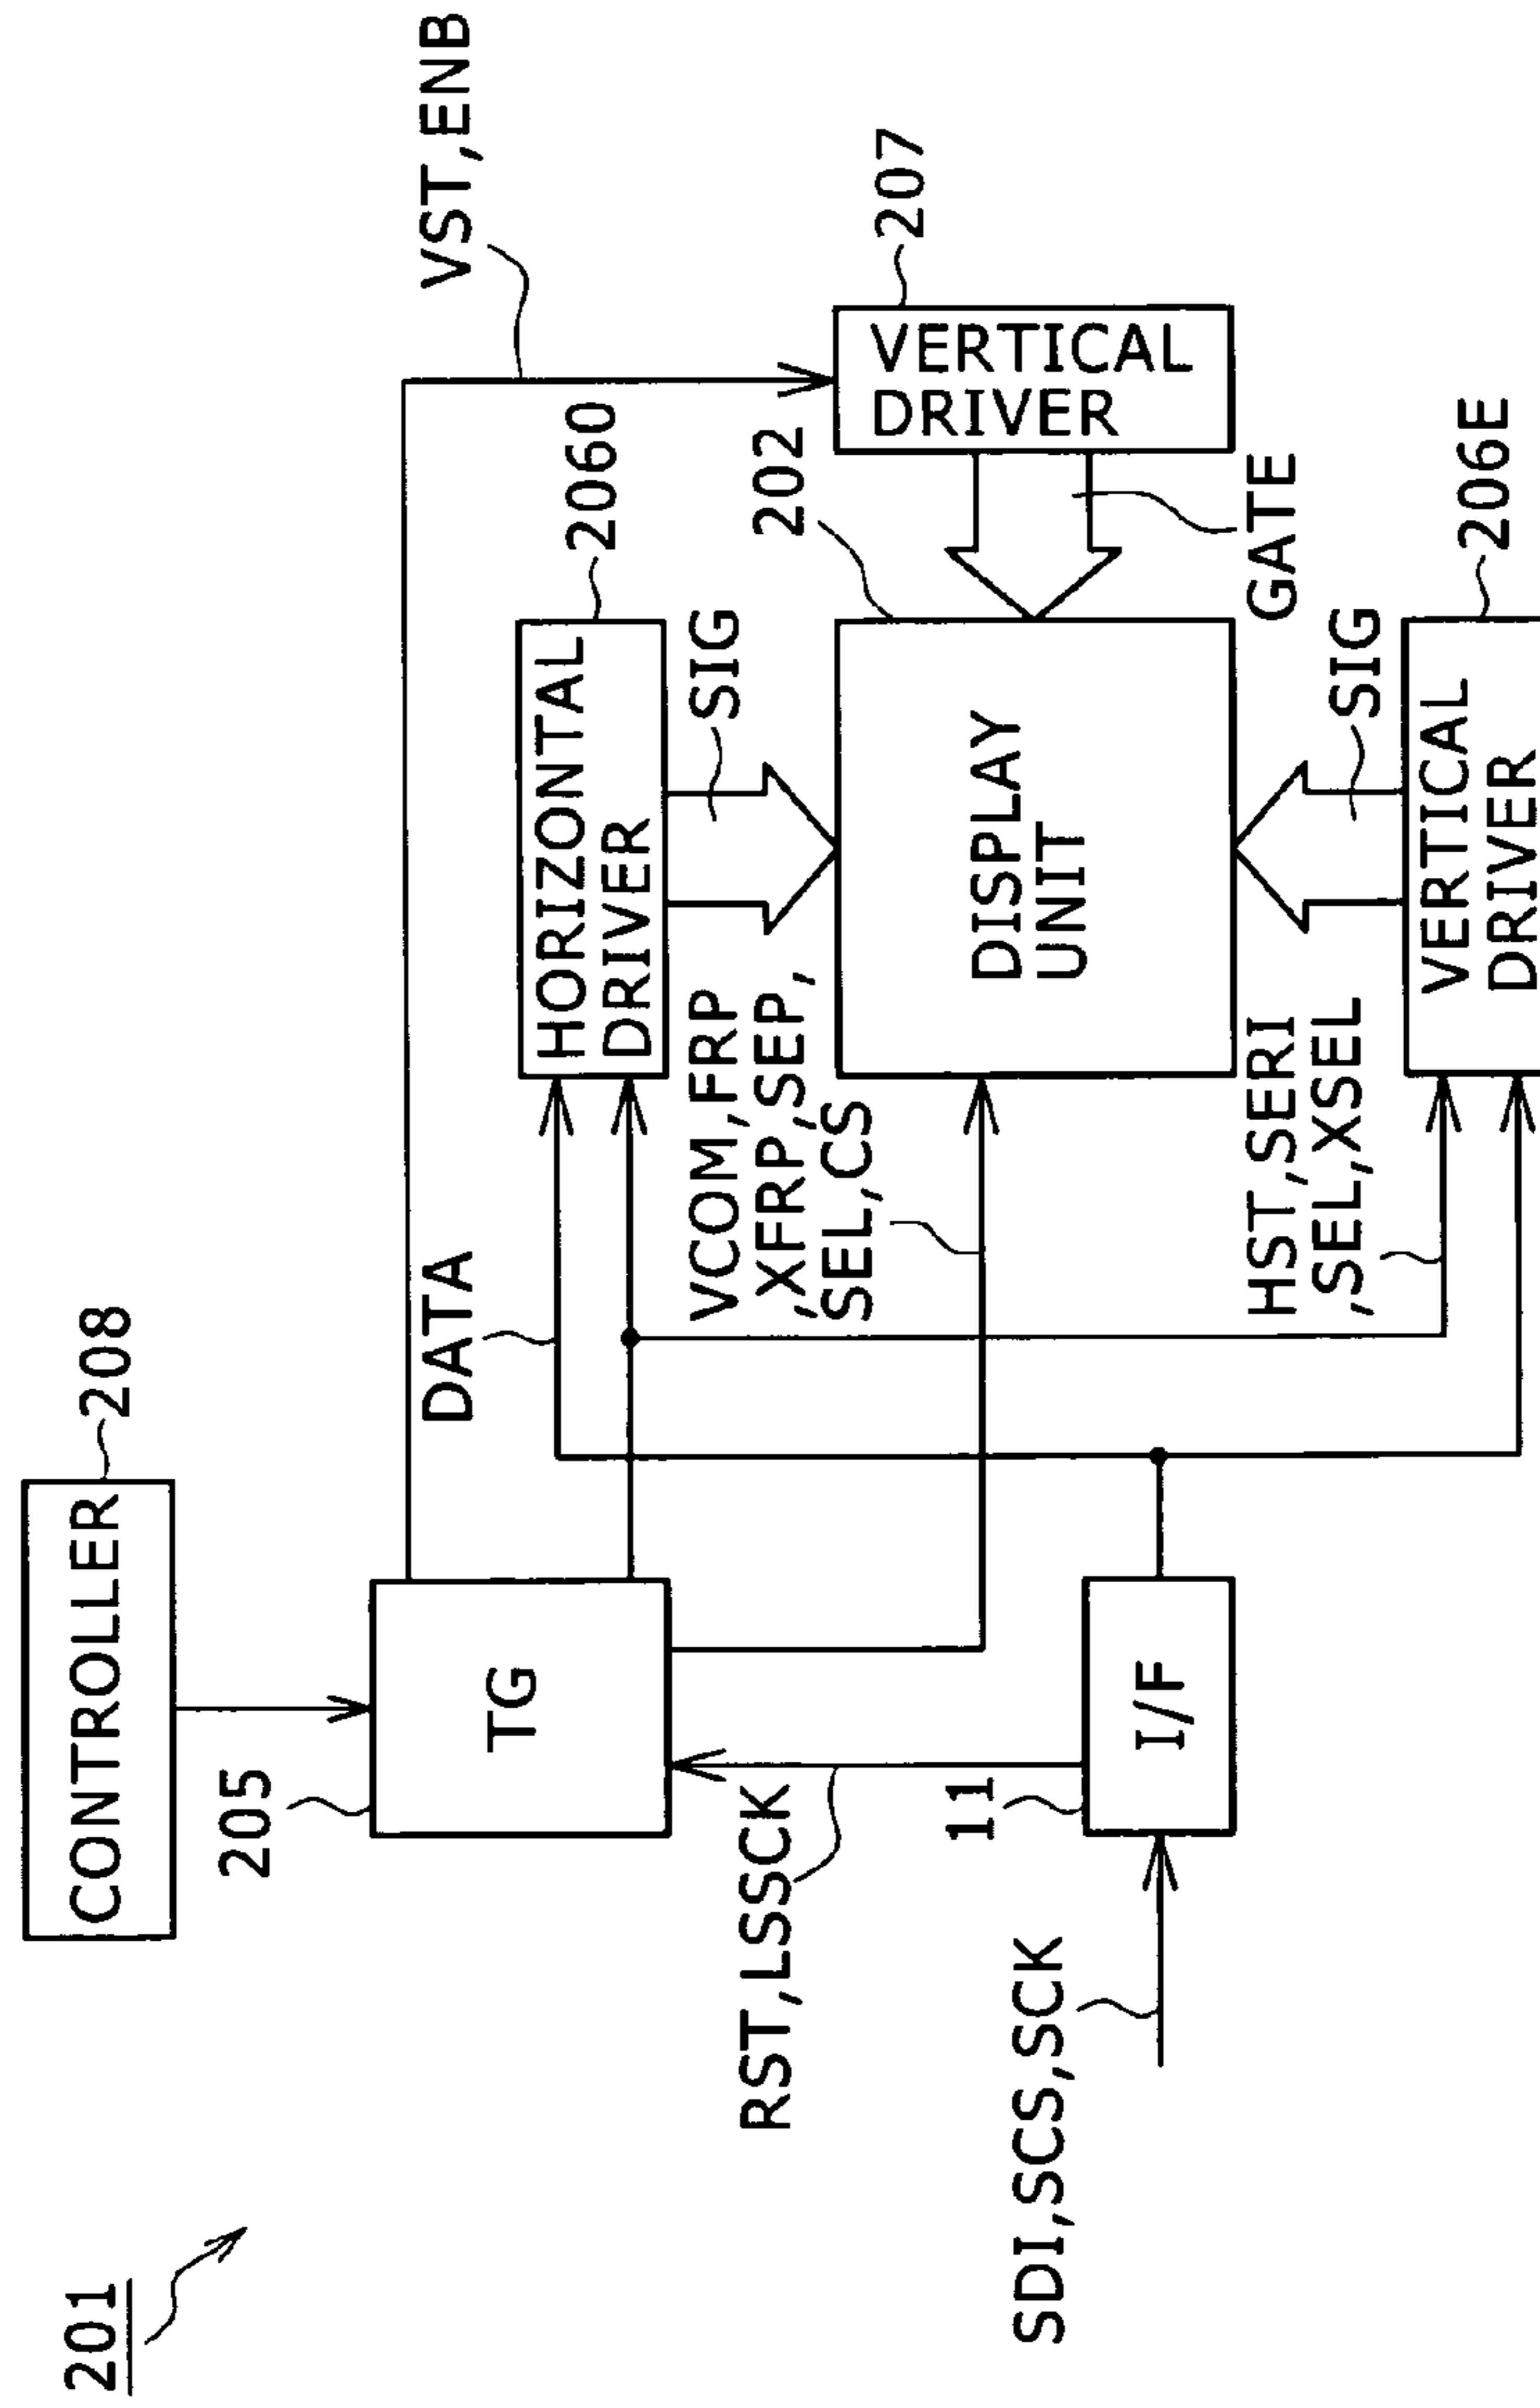 201
CONTROLLER
208
205
TG
VST,ENB
DATA
HORIZONTAL
DRIVER
2060
SIG
RST,LSSCK
VCOM,FRP
,XFRP,SEP,
SEL,CS
202
DISPLAY
UNIT
207
VERTICAL
DRIVER
GATE
SDI,SCS,SCK
11
I/F
HST,SERI
,SEL,XSEL
SIG
VERTICAL
DRIVER
206E